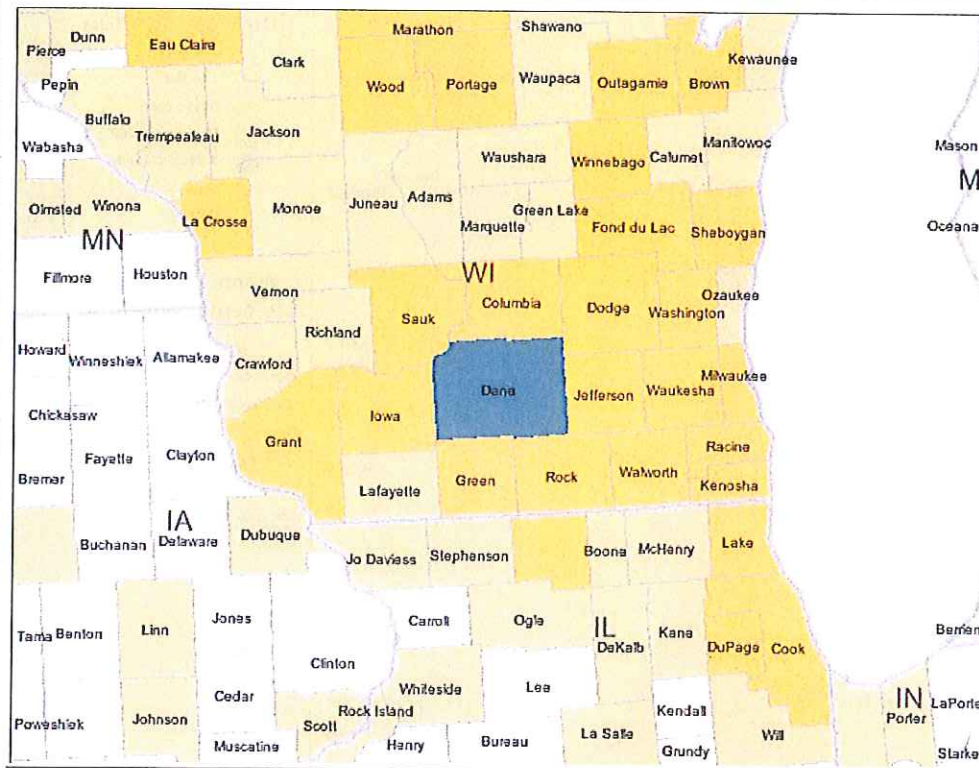 Dunn
Eau Claire
Marathon
Shawano
Pierce
Clark
Kewaunee
Pepin
Wood
Portage
Waupaca
Outagamie
Brown
Buffalo
Trempealeau
Jackson
Wabasha
Waushara
Winnebago
Calumet
Manitowoc
Mason
M
Olmsted
Winona
La Crosse
Monroe
Juneau
Adams
Marquette
Green Lake
Fond du Lac
Sheboygan
Oceana
MN
Fillmore
Houston
Vernon
WI
Columbia
Dodge
Washington
Ozaukee
Sauk
Richland
Howard
Winneshiek
Allamakee
Crawford
Dane
Jefferson
Waukesha
Milwaukee
Chickasaw
Iowa
Grant
Fayette
Clayton
Bremer
Lafayette
Green
Rock
Walworth
Racine
Kenosha
IA
Buchanan
Delaware
Dubuque
Jo Daviess
Stephenson
Boone
McHenry
Lake
Tama
Benton
Linn
Jones
Carroll
Ogle
IL
DeKalb
Kane
DuPage
Cook
Berrien
Clinton
Cedar
Whiteside
Lee
Kendall
IN
LaPorte
Porter
Poweshiek
Johnson
Scott
Rock Island
Muscatine
Henry
Bureau
La Salle
Grundy
Will
Starke